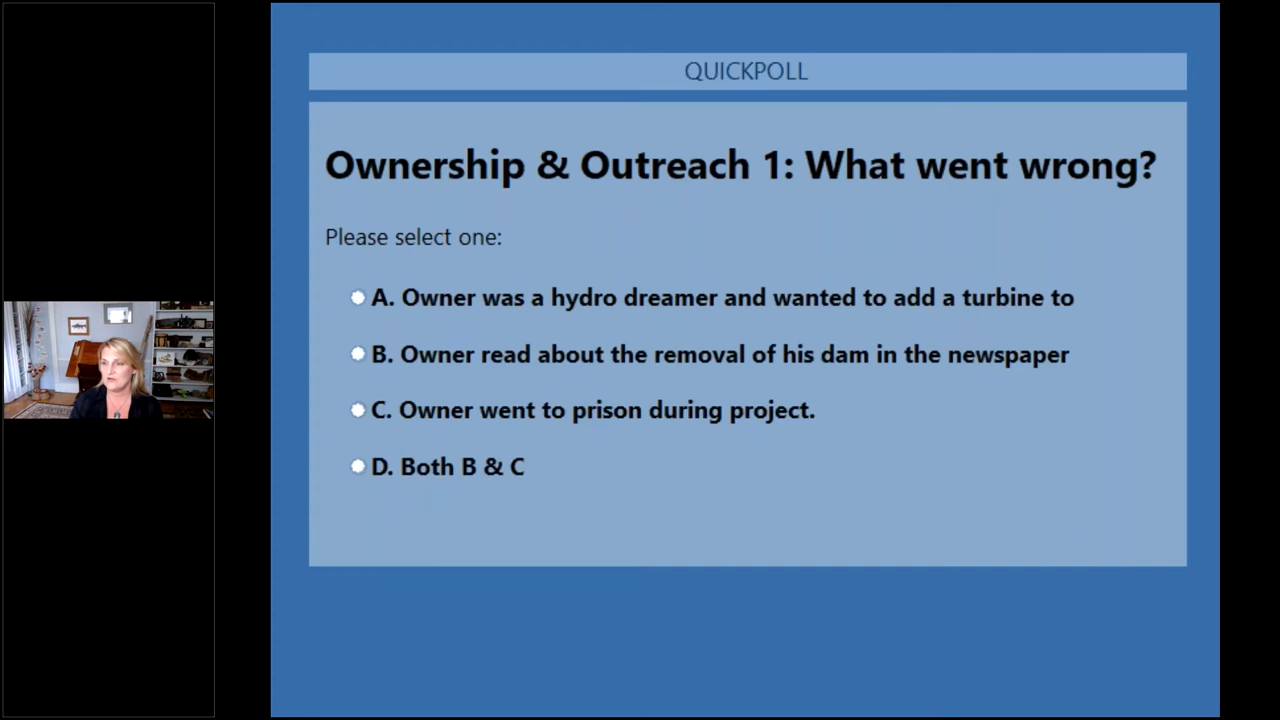 QUICKPOLL
Ownership & Outreach 1: What went wrong?
Please select one:
A. Owner was a hydro dreamer and wanted to add a turbine to
B. Owner read about the removal of his dam in the newspaper
C. Owner went to prison during project.
D. Both B & C